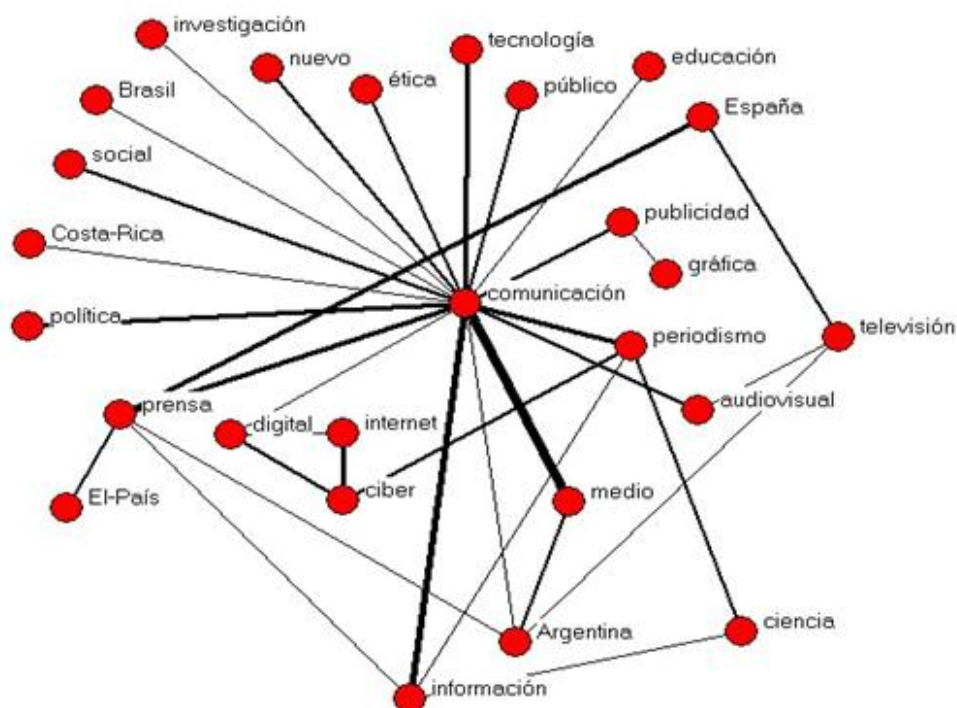 investigación
nuevo
tecnología
educación
Brasil
ética
público
España
social
publicidad
Costa-Rica
gráfica
comunicación
política
periodismo
televisión
prensa
digital
internet
audiovisual
El-País
ciber
medio
Argentina
ciencia
información